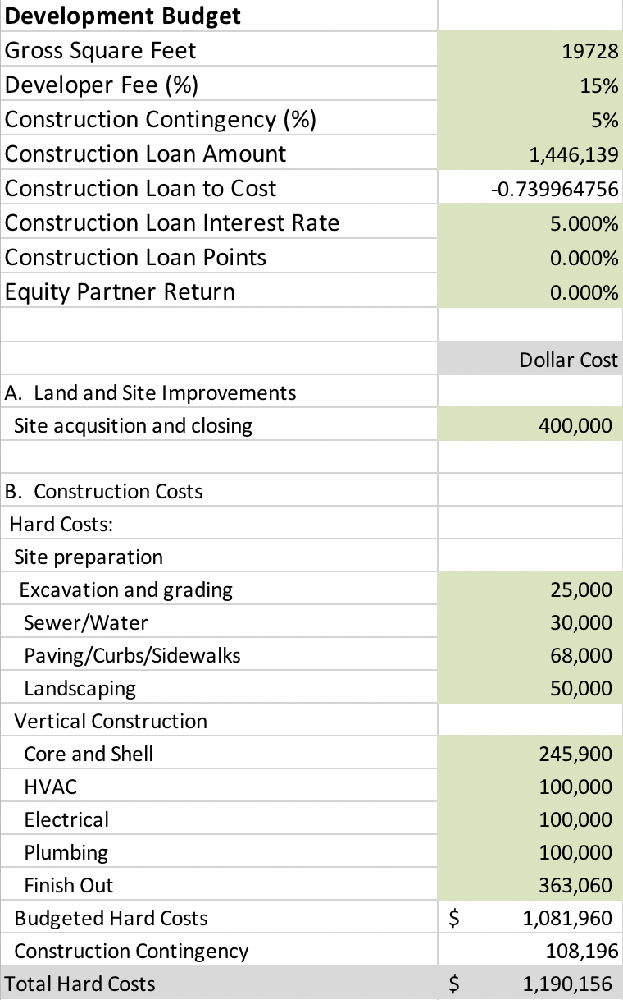 Development Budget
Gross Square Feet 19728
Developer Fee (%) 15%
Construction Contingency (%) 5%
Construction Loan Amount 1,446,139
Construction Loan to Cost -0.739964756
Construction Loan Interest Rate 5.000%
Construction Loan Points 0.000%
Equity Partner Return 0.000%
Dollar Cost
A. Land and Site Improvements
Site acqusition and closing 400,000
B. Construction Costs
Hard Costs:
Site preparation
Excavation and grading 25,000
Sewer/Water 30,000
Paving/Curbs/Sidewalks 68,000
Landscaping 50,000
Vertical Construction
Core and Shell 245,900
HVAC 100,000
Electrical 100,000
Plumbing 100,000
Finish Out 363,060
Budgeted Hard Costs $ 1,081,960
Construction Contingency 108,196
Total Hard Costs $ 1,190,156